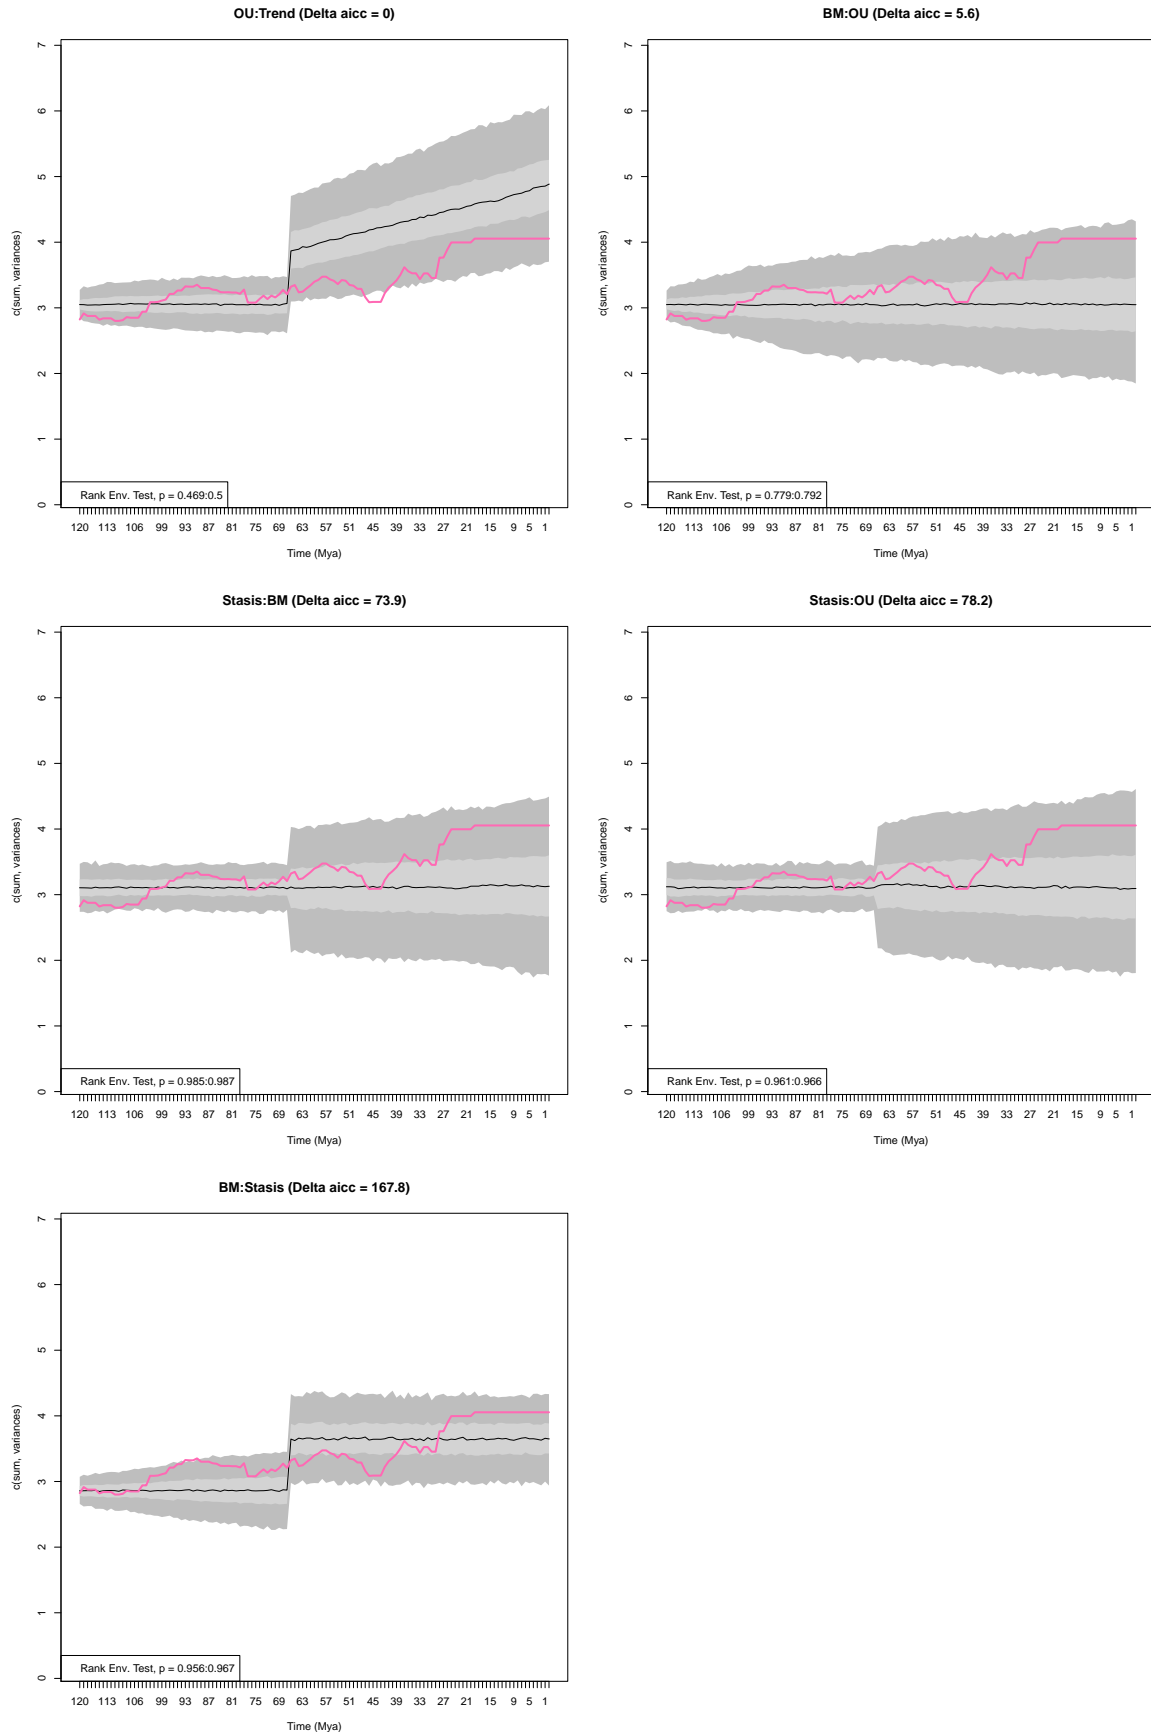 OU:Trend (Delta aicc = 0)
c(sum, variances)
7
6
5
4
3
2
1
0
Rank Env. Test, p = 0.469:0.5
120 113 106 99 93 87 81 75 69 63 57 51 45 39 33 27 21 15 9 5 1
Time (Mya)
BM:OU (Delta aicc = 5.6)
c(sum, variances)
7
6
5
4
3
2
1
0
Rank Env. Test, p = 0.779:0.792
120 113 106 99 93 87 81 75 69 63 57 51 45 39 33 27 21 15 9 5 1
Time (Mya)
Stasis:BM (Delta aicc = 73.9)
c(sum, variances)
7
6
5
4
3
2
1
0
Rank Env. Test, p = 0.985:0.987
120 113 106 99 93 87 81 75 69 63 57 51 45 39 33 27 21 15 9 5 1
Time (Mya)
Stasis:OU (Delta aicc = 78.2)
c(sum, variances)
7
6
5
4
3
2
1
0
Rank Env. Test, p = 0.961:0.966
120 113 106 99 93 87 81 75 69 63 57 51 45 39 33 27 21 15 9 5 1
Time (Mya)
BM:Stasis (Delta aicc = 167.8)
c(sum, variances)
7
6
5
4
3
2
1
0
Rank Env. Test, p = 0.956:0.967
120 113 106 99 93 87 81 75 69 63 57 51 45 39 33 27 21 15 9 5 1
Time (Mya)